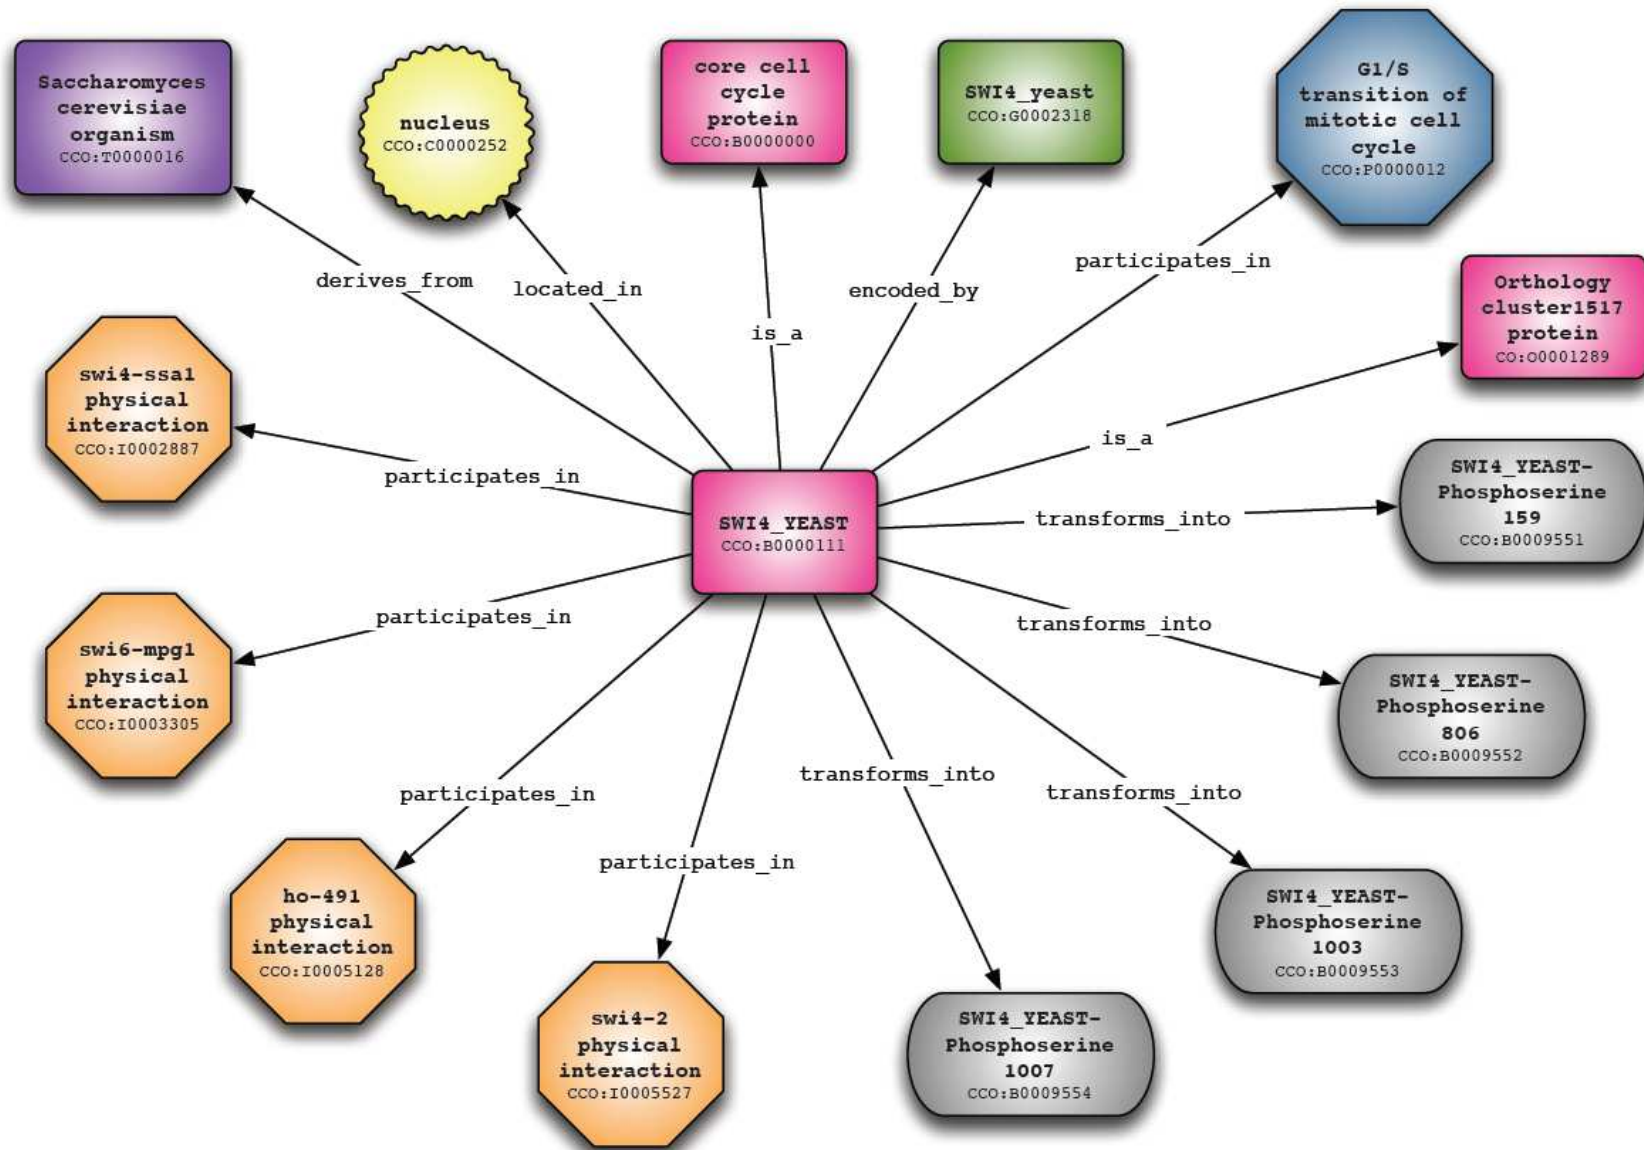 Saccharomyces
cerevisiae
organism
CCO:T0000016
nucleus
CCO:C0000252
core cell
cycle
protein
CCO:B0000000
SWI4_yeast
CCO:G0002318
G1/S
transition of
mitotic cell
cycle
CCO:P0000012
derives_from
located_in
is_a
encoded_by
participates_in
Orthology
cluster1517
protein
CO:O0001289
swi4-ssa1
physical
interaction
CCO:I0002887
participates_in
is_a
SWI4_YEAST
CCO:B0000111
transforms_into
SWI4_YEAST-
Phosphoserine
159
CCO:B0009551
swi6-mpg1
physical
interaction
CCO:I0003305
participates_in
transforms_into
SWI4_YEAST-
Phosphoserine
806
CCO:B0009552
participates_in
participates_in
transforms_into
transforms_into
ho-491
physical
interaction
CCO:I0005128
swi4-2
physical
interaction
CCO:I0005527
SWI4_YEAST-
Phosphoserine
1007
CCO:B0009554
SWI4_YEAST-
Phosphoserine
1003
CCO:B0009553